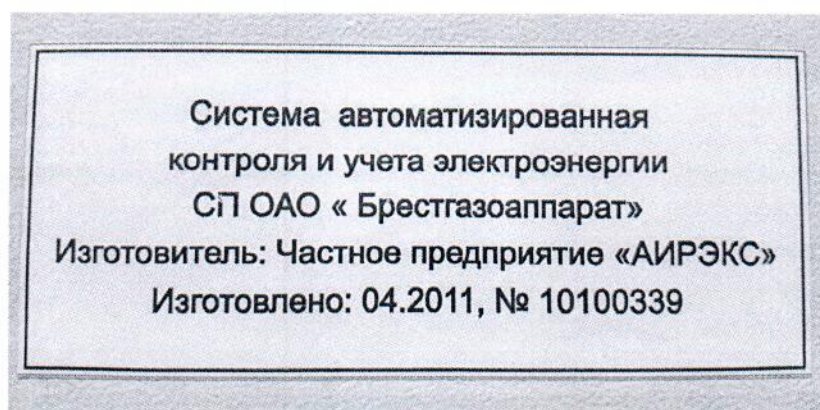 Система автоматизированная
контроля и учета электроэнергии
СП ОАО « Брестгазоаппарат»
Изготовитель: Частное предприятие «АИРЭКС»
Изготовлено: 04.2011, № 10100339